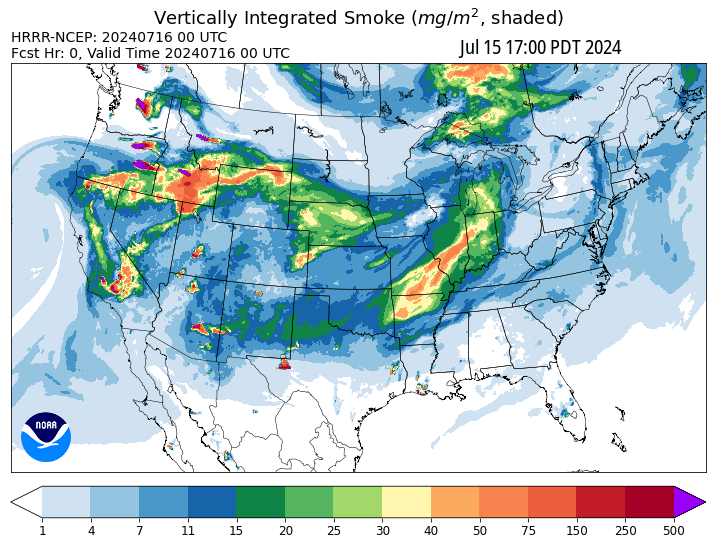 Vertically Integrated Smoke (mg/m², shaded)
HRRR-NCEP: 20240716 00 UTC
Fcst Hr: 0, Valid Time 20240716 00 UTC
Jul 15 17:00 PDT 2024
NOAA
1 4 7 11 15 20 25 30 40 50 75 150 250 500